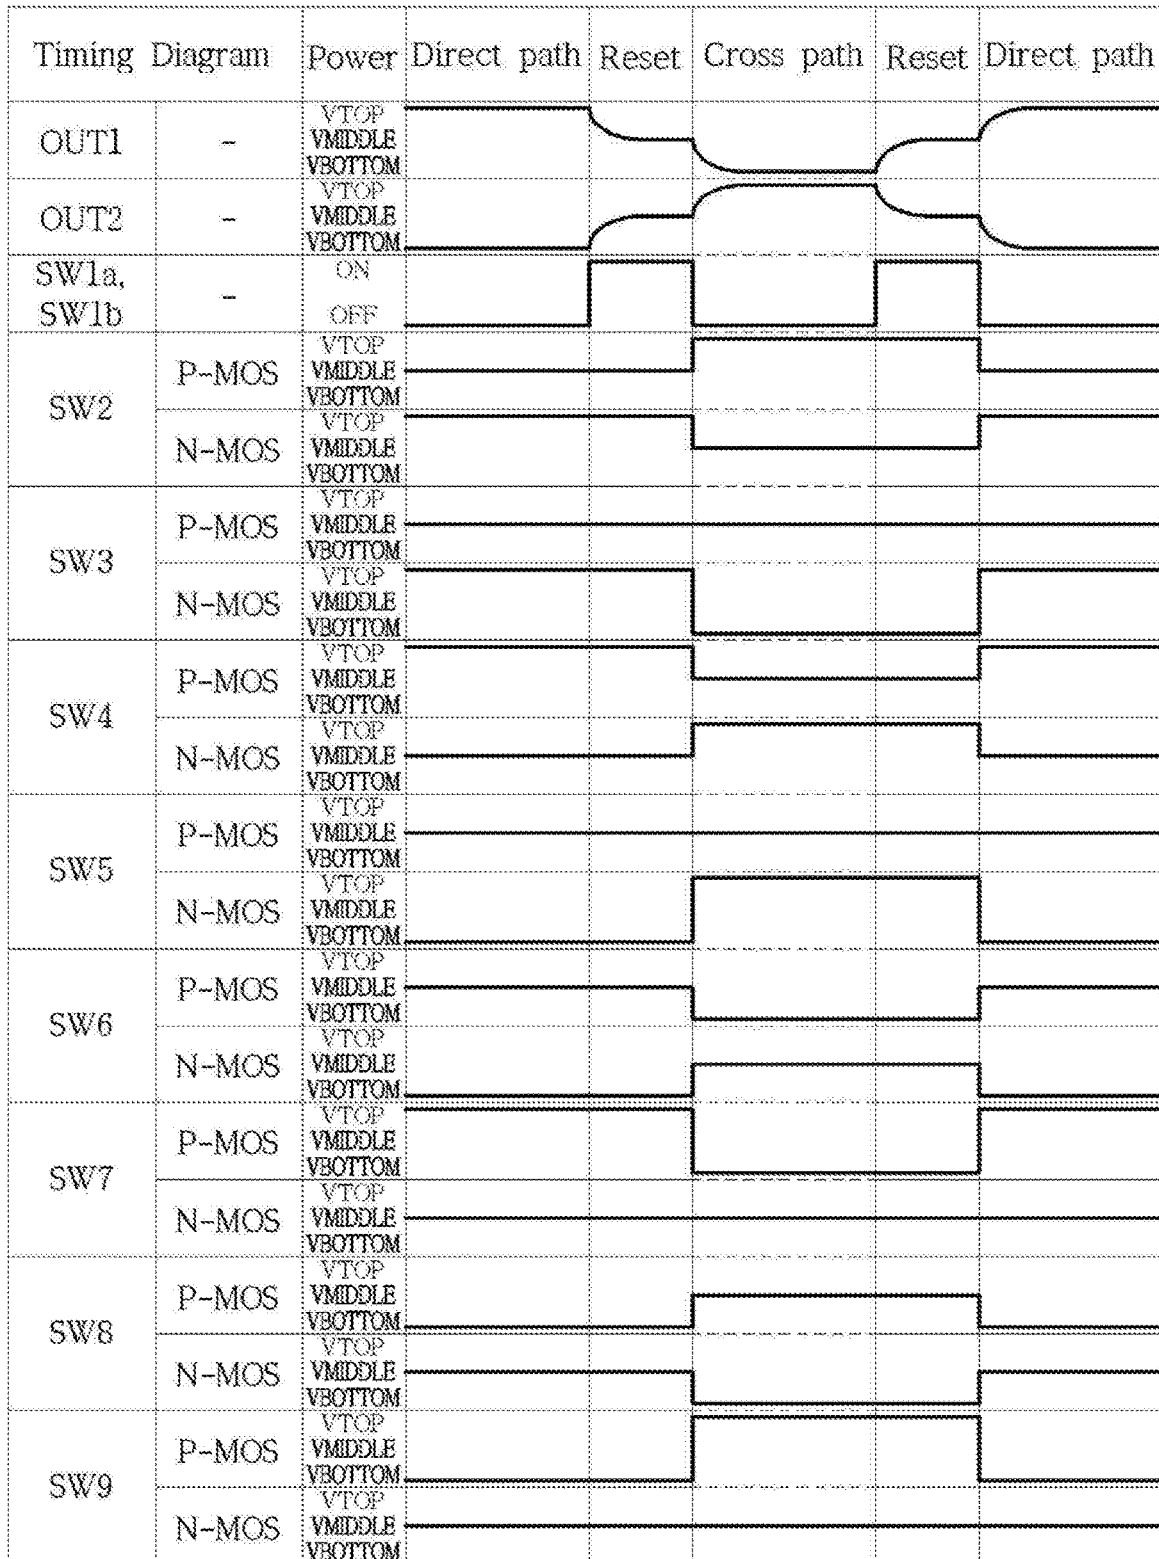 Timing Diagram Power Direct path Reset Cross path Reset Direct path
OUT1 - VTOP
VMIDDLE
VBOTTOM
OUT2 - VTOP
VMIDDLE
VBOTTOM
SW1a,
SW1b - ON
OFF
SW2 P-MOS VTOP
VMIDDLE
VBOTTOM
N-MOS VTOP
VMIDDLE
VBOTTOM
SW3 P-MOS VTOP
VMIDDLE
VBOTTOM
N-MOS VTOP
VMIDDLE
VBOTTOM
SW4 P-MOS VTOP
VMIDDLE
VBOTTOM
N-MOS VTOP
VMIDDLE
VBOTTOM
SW5 P-MOS VTOP
VMIDDLE
VBOTTOM
N-MOS VTOP
VMIDDLE
VBOTTOM
SW6 P-MOS VTOP
VMIDDLE
VBOTTOM
N-MOS VTOP
VMIDDLE
VBOTTOM
SW7 P-MOS VTOP
VMIDDLE
VBOTTOM
N-MOS VTOP
VMIDDLE
VBOTTOM
SW8 P-MOS VTOP
VMIDDLE
VBOTTOM
N-MOS VTOP
VMIDDLE
VBOTTOM
SW9 P-MOS VTOP
VMIDDLE
VBOTTOM
N-MOS VTOP
VMIDDLE
VBOTTOM